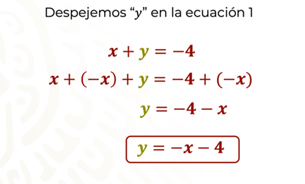 Despejemos “y” en la ecuación 1
x + y = −4
x + (−x) + y = −4 + (−x)
y = −4 − x
y = −x − 4